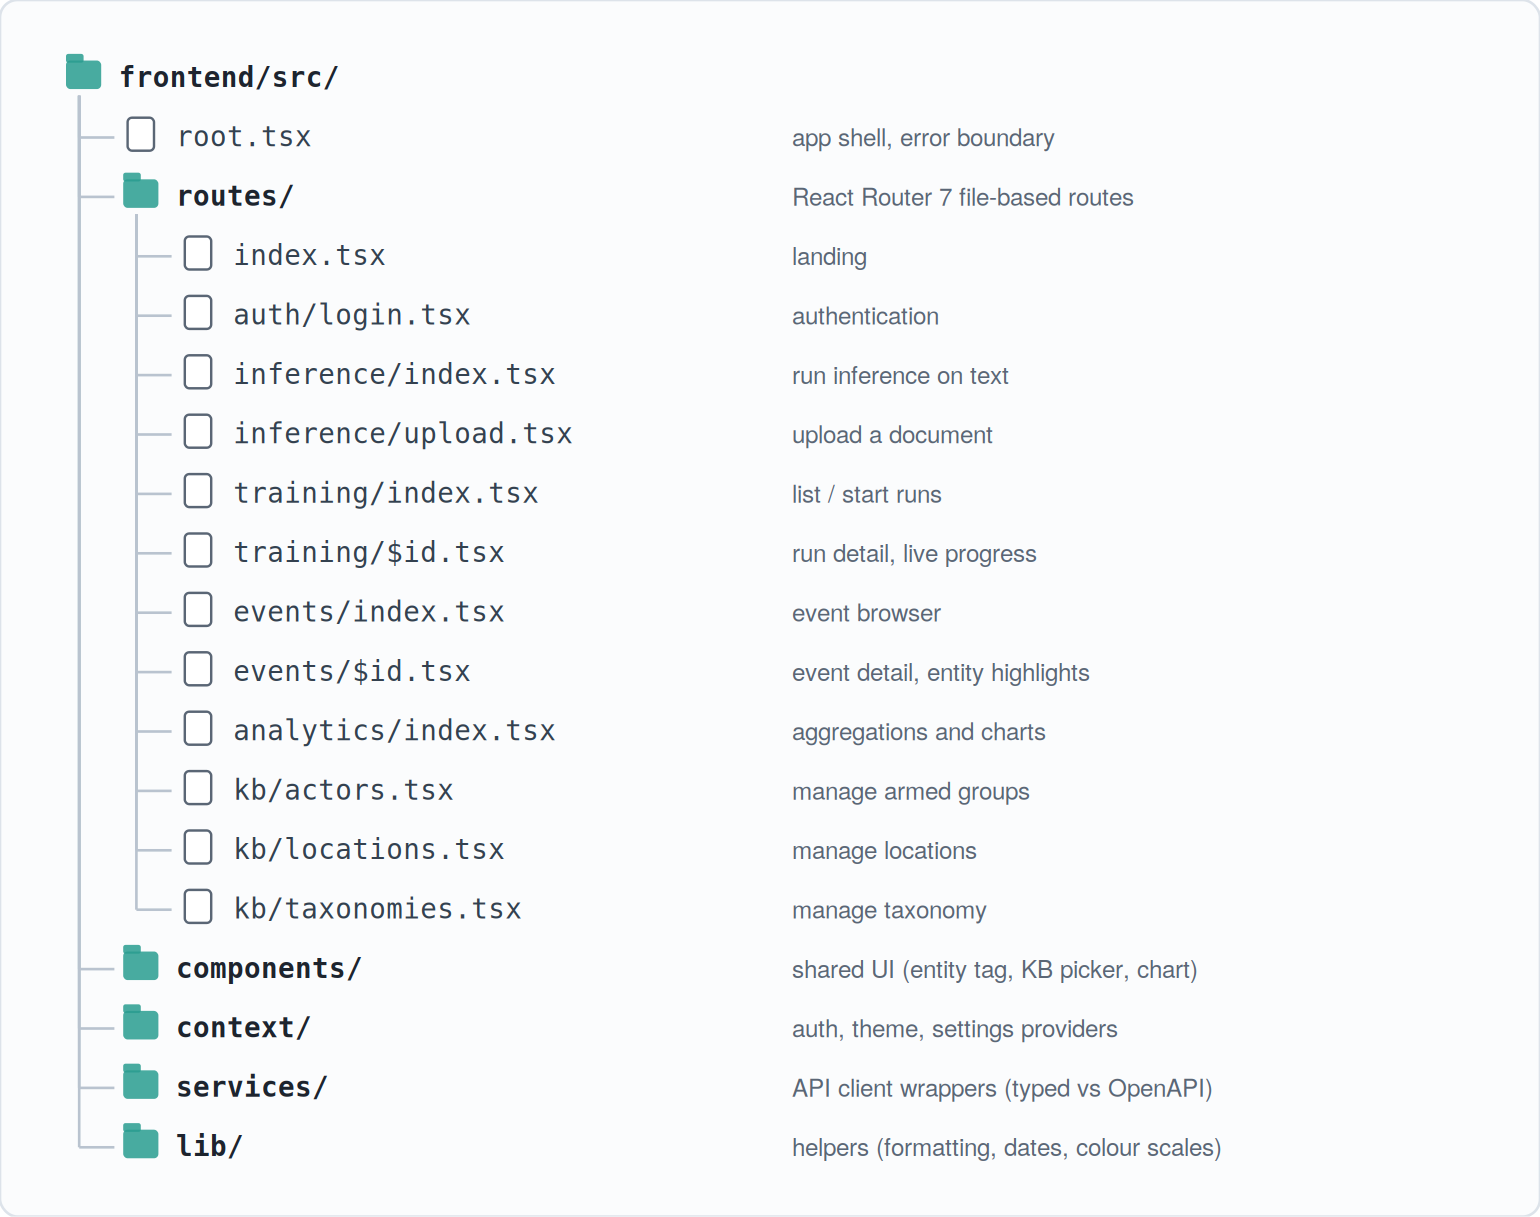 frontend/src/
root.tsx app shell, error boundary
routes/ React Router 7 file-based routes
index.tsx landing
auth/login.tsx authentication
inference/index.tsx run inference on text
inference/upload.tsx upload a document
training/index.tsx list / start runs
training/$id.tsx run detail, live progress
events/index.tsx event browser
events/$id.tsx event detail, entity highlights
analytics/index.tsx aggregations and charts
kb/actors.tsx manage armed groups
kb/locations.tsx manage locations
kb/taxonomies.tsx manage taxonomy
components/ shared UI (entity tag, KB picker, chart)
context/ auth, theme, settings providers
services/ API client wrappers (typed vs OpenAPI)
lib/ helpers (formatting, dates, colour scales)